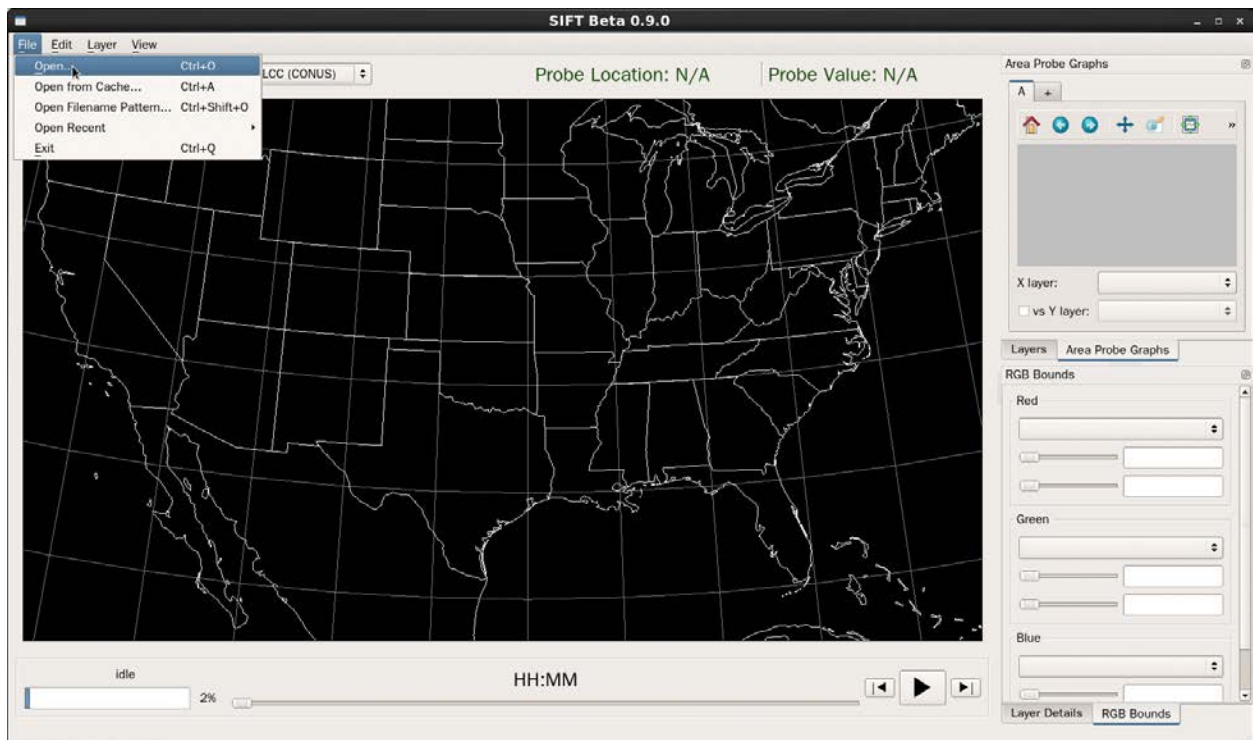 SIFT Beta 0.9.0
File Edit Layer View
Open... Ctrl+O
Open from Cache... Ctrl+A
Open Filename Pattern... Ctrl+Shift+O
Open Recent
Exit Ctrl+Q
LCC (CONUS)
Probe Location: N/A
Probe Value: N/A
Area Probe Graphs
A +
»
X layer:
vs Y layer:
Layers Area Probe Graphs
RGB Bounds
Red
Green
Blue
Layer Details RGB Bounds
idle
2%
HH:MM